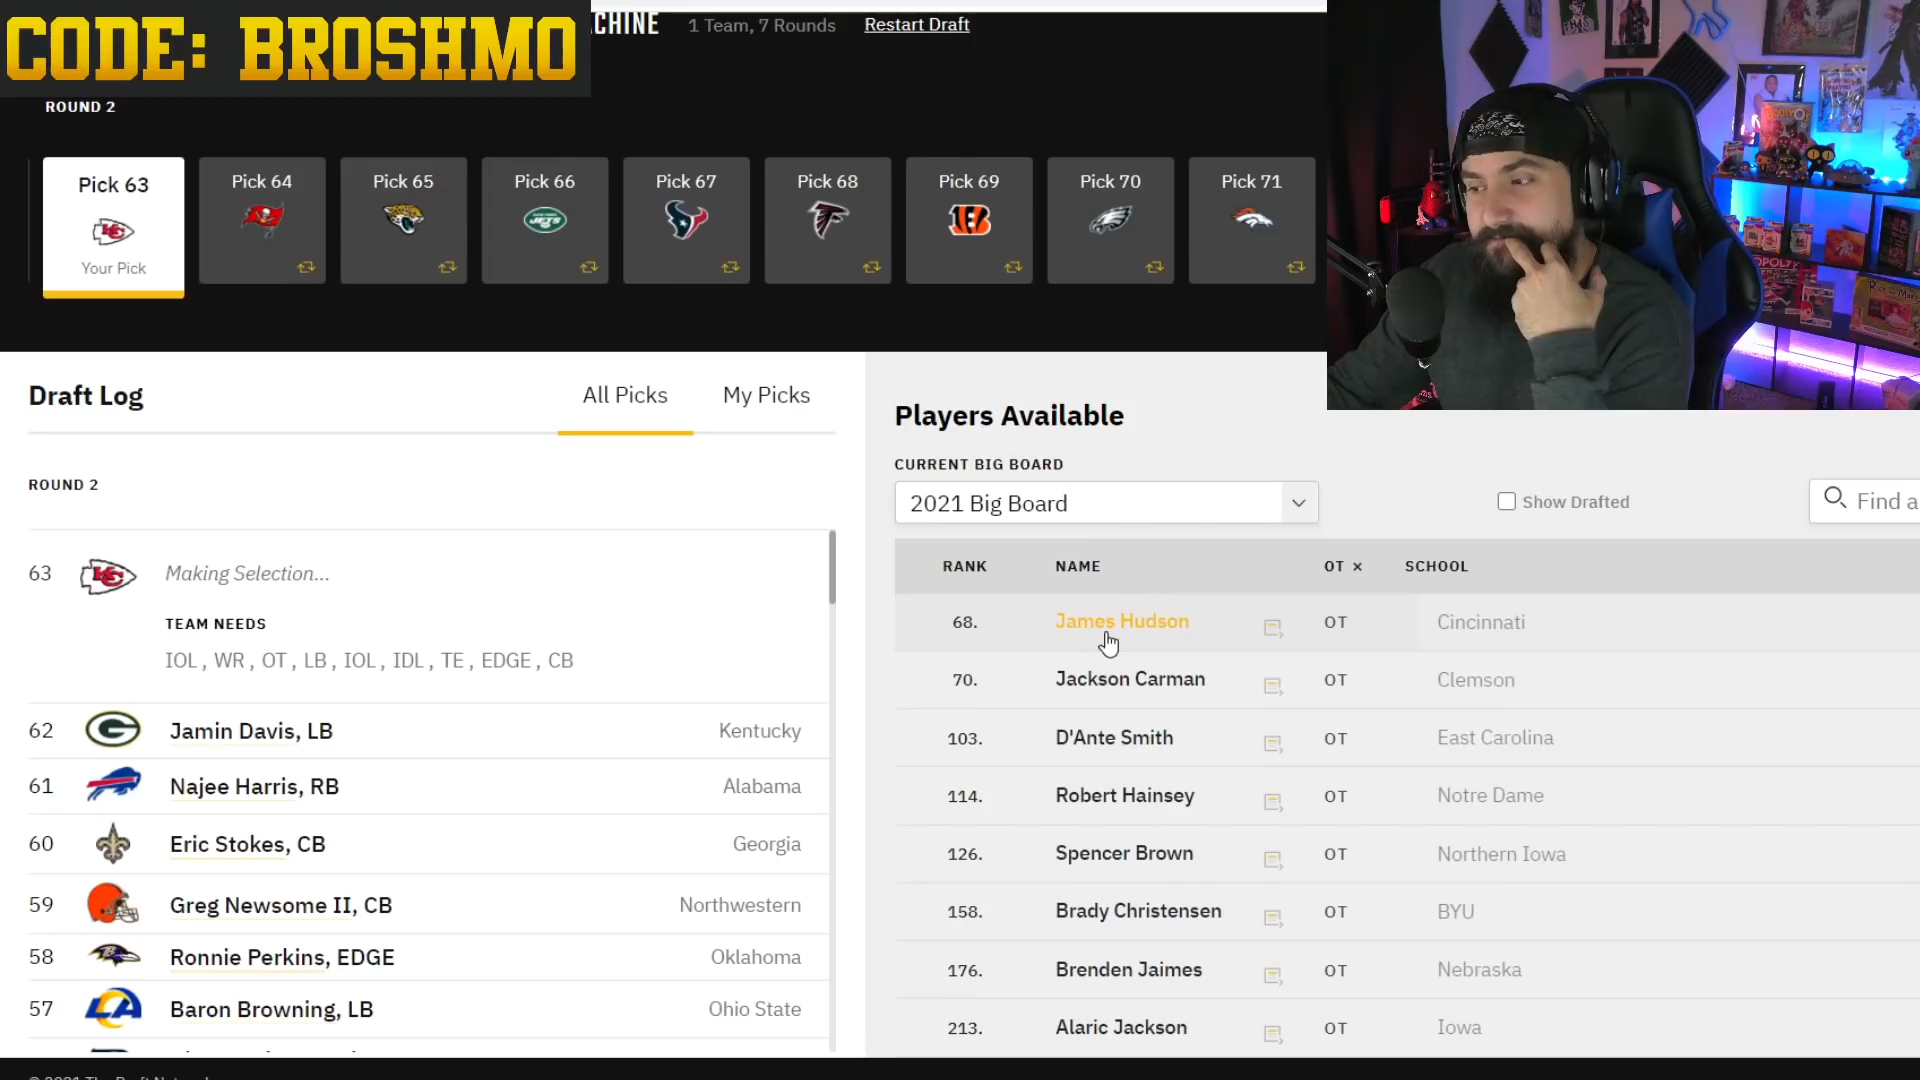 CODE: BROSHMO
CHINE
1 Team, 7 Rounds
Restart Draft
ROUND 2
Pick 63
Your Pick
Pick 64
Pick 65
Pick 66
JETS
Pick 67
Pick 68
Pick 69
Pick 70
Pick 71
Draft Log
All Picks
My Picks
ROUND 2
63
KC
Making Selection...
TEAM NEEDS
IOL , WR , OT , LB , IOL , IDL , TE , EDGE , CB
62 G Jamin Davis, LB Kentucky
61 Najee Harris, RB Alabama
60 Eric Stokes, CB Georgia
59 Greg Newsome II, CB Northwestern
58 Ronnie Perkins, EDGE Oklahoma
57 LA Baron Browning, LB Ohio State
Players Available
CURRENT BIG BOARD
2021 Big Board
Show Drafted
Find a
RANK NAME OT × SCHOOL
68. James Hudson OT Cincinnati
70. Jackson Carman OT Clemson
103. D'Ante Smith OT East Carolina
114. Robert Hainsey OT Notre Dame
126. Spencer Brown OT Northern Iowa
158. Brady Christensen OT BYU
176. Brenden Jaimes OT Nebraska
213. Alaric Jackson OT Iowa